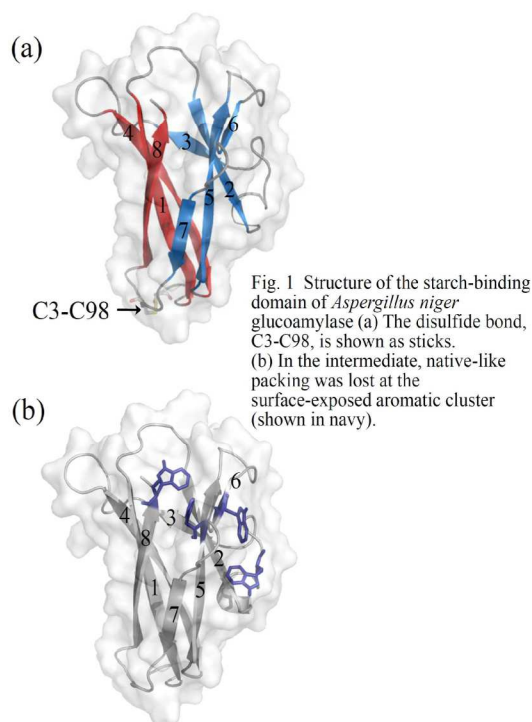 (a)
4
8
3
6
1
5
2
7
C3-C98 →
Fig. 1 Structure of the starch-binding
domain of Aspergillus niger
glucoamylase (a) The disulfide bond,
C3-C98, is shown as sticks.
(b) In the intermediate, native-like
packing was lost at the
surface-exposed aromatic cluster
(shown in navy).
(b)
6
4
3
8
2
1
5
7